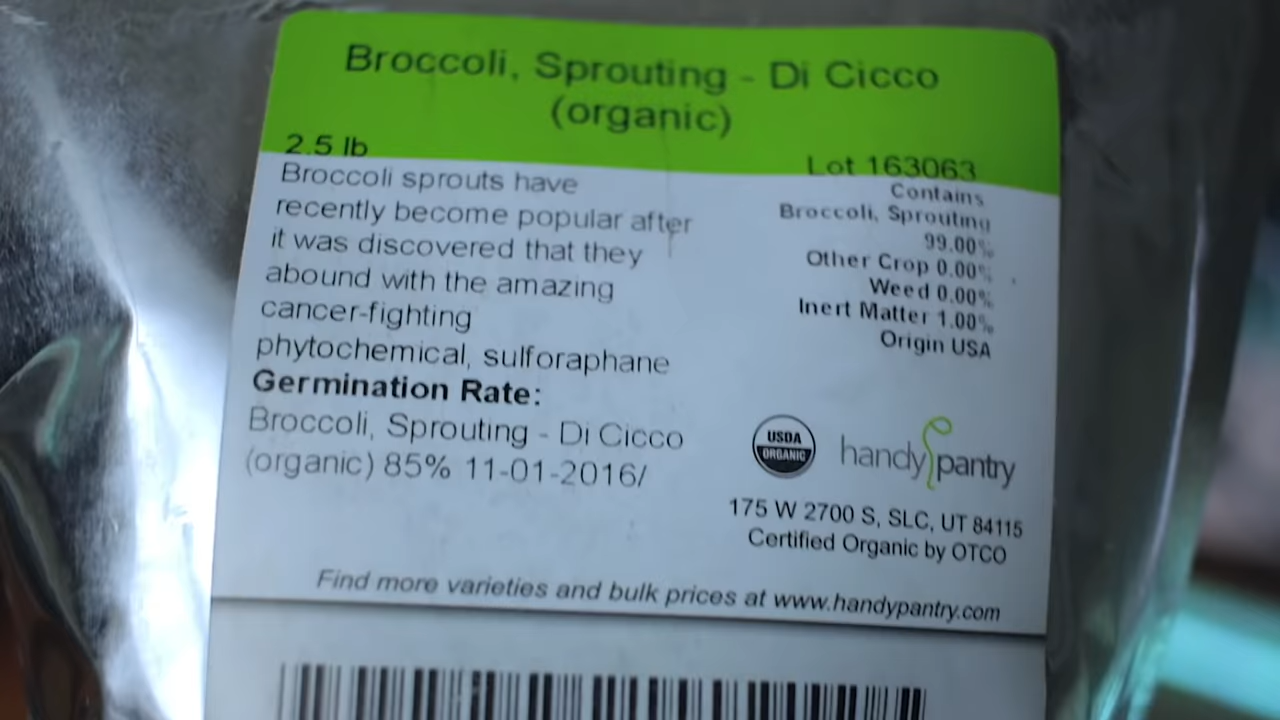 Broccoli, Sprouting - Di Cicco
(organic)
2.5 lb
Lot 163063
Broccoli sprouts have
recently become popular after
it was discovered that they
abound with the amazing
cancer-fighting
phytochemical, sulforaphane
Germination Rate:
Broccoli, Sprouting - Di Cicco
(organic) 85% 11-01-2016/
Contains
Broccoli, Sprouting
99.00%
Other Crop 0.00%
Weed 0.00%
Inert Matter 1.00%
Origin USA
USDA
ORGANIC
handypantry
175 W 2700 S, SLC, UT 84115
Certified Organic by OTCO
Find more varieties and bulk prices at www.handypantry.com